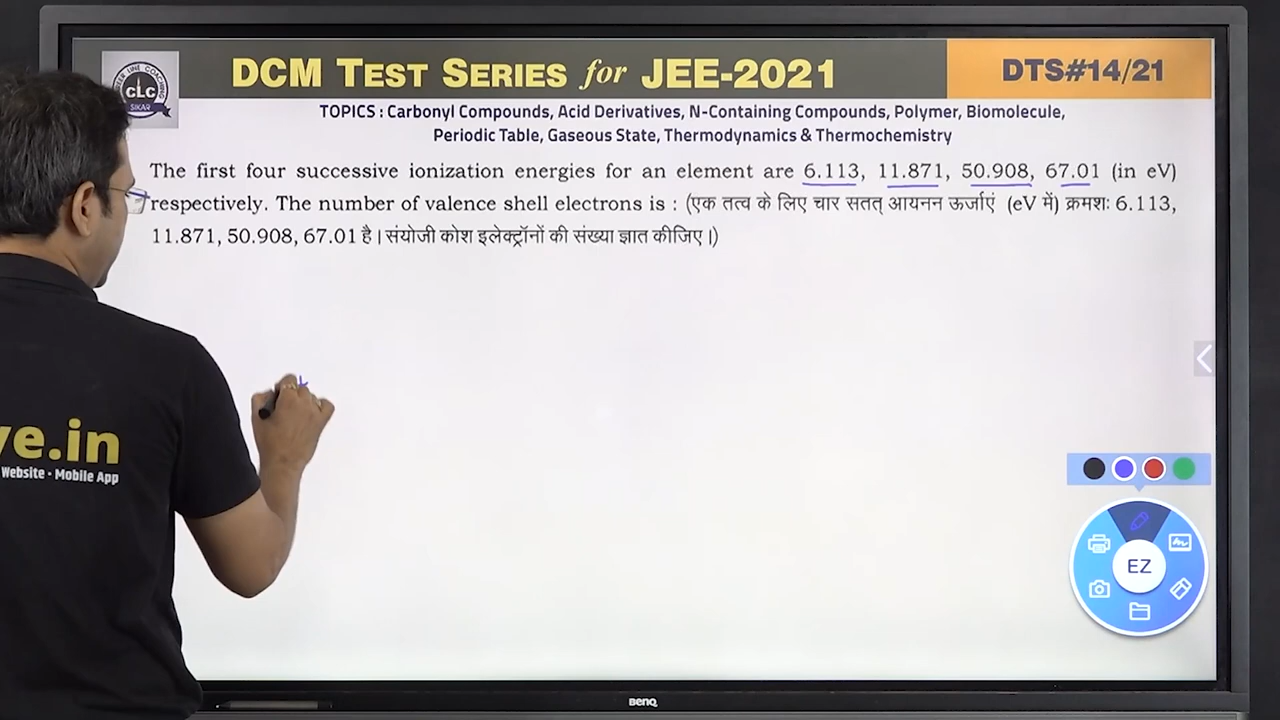 DCM TEST SERIES for JEE-2021
DTS#14/21
CLC
SIKAR
TOPICS : Carbonyl Compounds, Acid Derivatives, N-Containing Compounds, Polymer, Biomolecule,
Periodic Table, Gaseous State, Thermodynamics & Thermochemistry
The first four successive ionization energies for an element are 6.113, 11.871, 50.908, 67.01 (in eV)
respectively. The number of valence shell electrons is : (एक तत्व के लिए चार सतत् आयनन ऊर्जाएं (eV में) क्रमशः 6.113,
11.871, 50.908, 67.01 है। संयोजी कोश इलेक्ट्रॉनों की संख्या ज्ञात कीजिए।)
ve.in
Website · Mobile App
EZ
BENQ